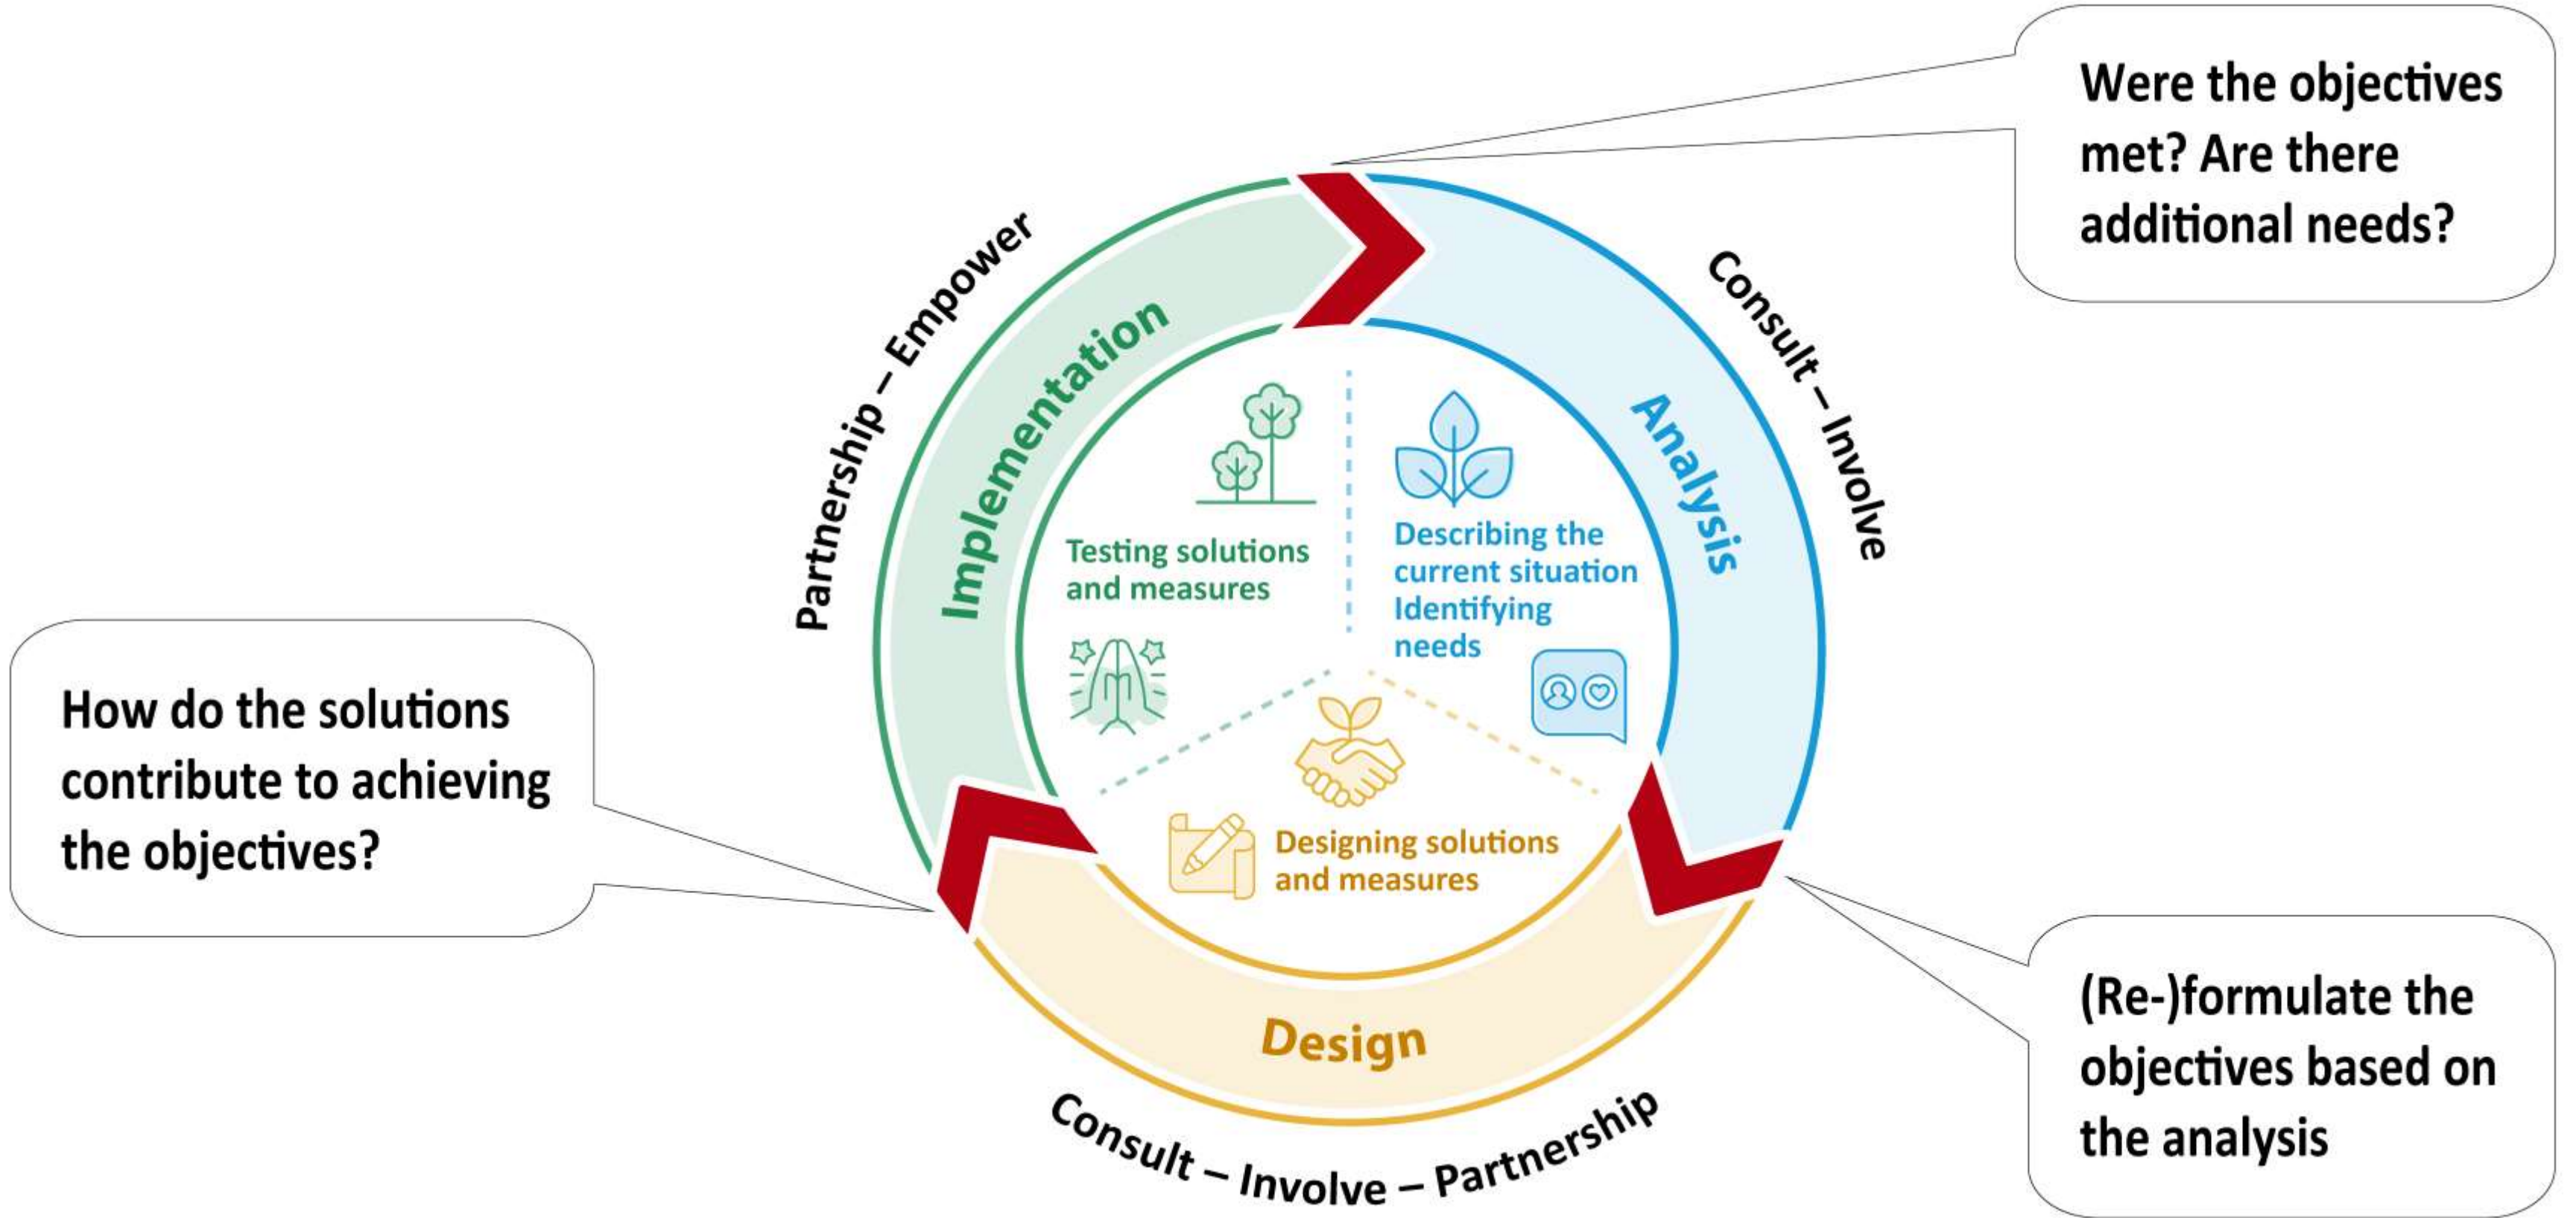 Were the objectives
met? Are there
additional needs?
Partnership – Empower
Implementation
Consult – Involve
Analysis
Testing solutions
and measures
Describing the
current situation
Identifying
needs
How do the solutions
contribute to achieving
the objectives?
Designing solutions
and measures
Design
Consult – Involve – Partnership
(Re-)formulate the
objectives based on
the analysis